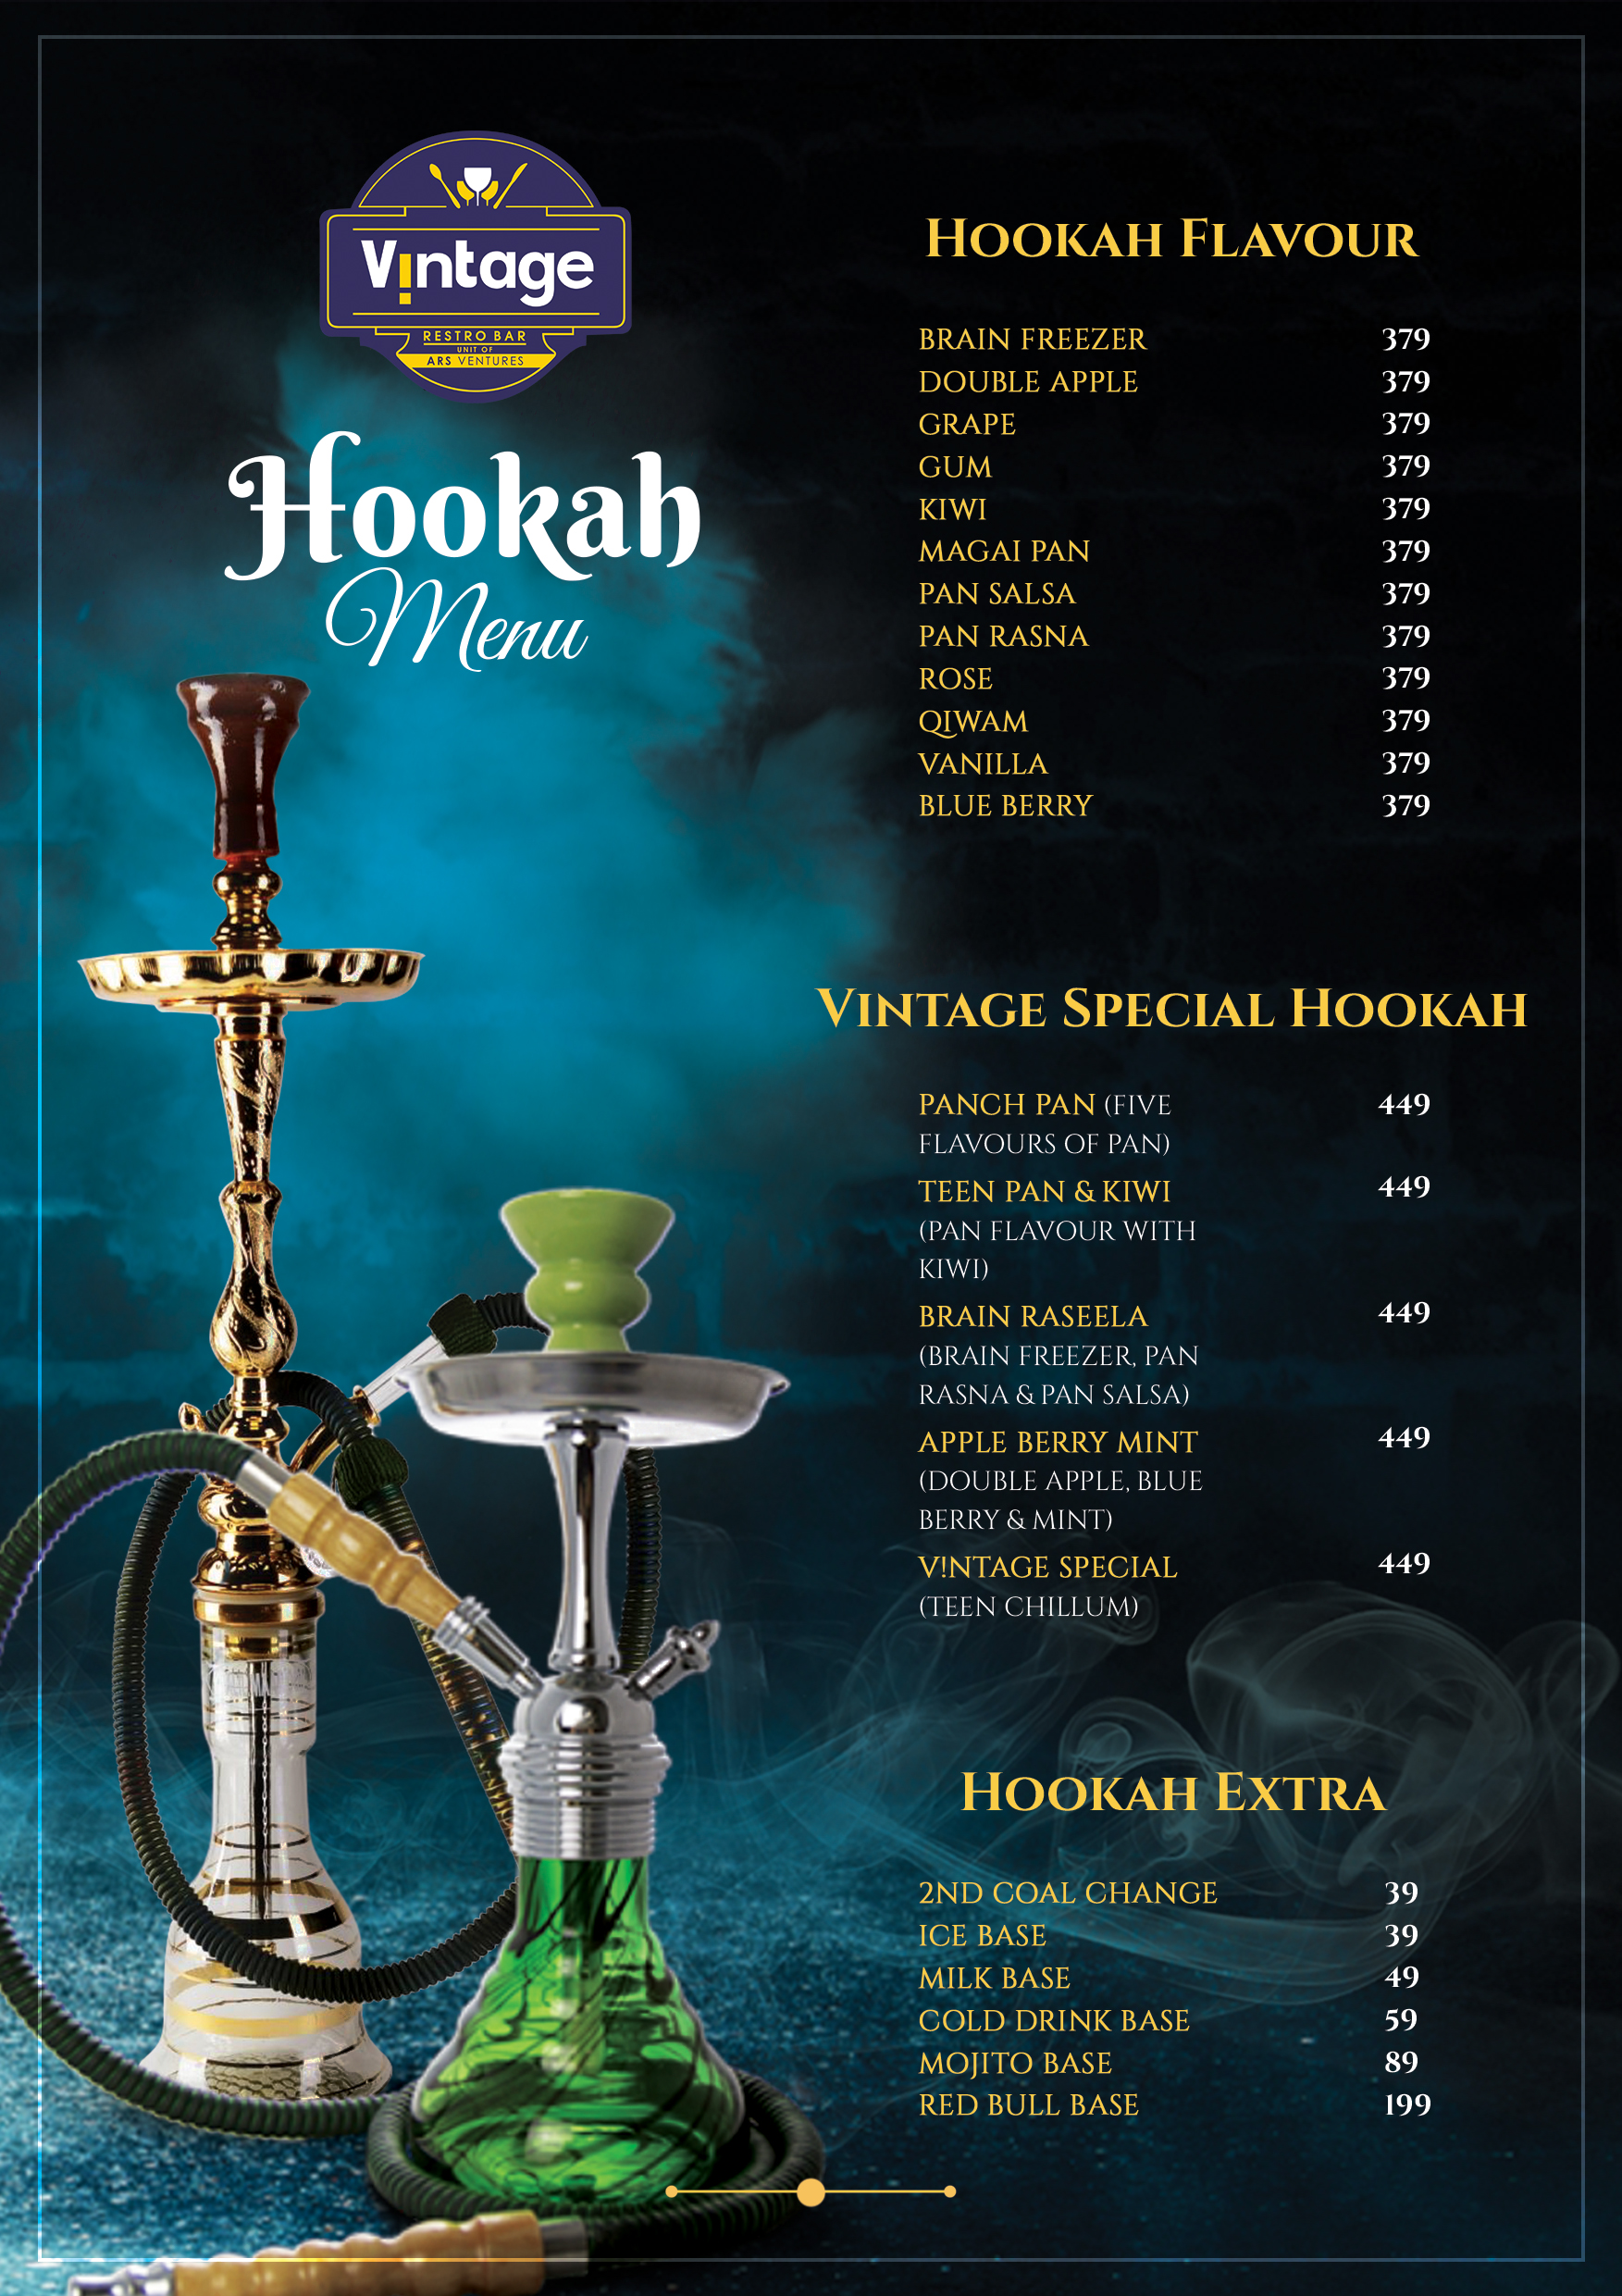 Vintage
RESTRO BAR
UNIT OF
ARS VENTURES
Hookah
Menu
HOOKAH FLAVOUR
BRAIN FREEZER 379
DOUBLE APPLE 379
GRAPE 379
GUM 379
KIWI 379
MAGAI PAN 379
PAN SALSA 379
PAN RASNA 379
ROSE 379
QIWAM 379
VANILLA 379
BLUE BERRY 379
VINTAGE SPECIAL HOOKAH
PANCH PAN (FIVE 449
FLAVOURS OF PAN)
TEEN PAN & KIWI 449
(PAN FLAVOUR WITH
KIWI)
BRAIN RASEELA 449
(BRAIN FREEZER, PAN
RASNA & PAN SALSA)
APPLE BERRY MINT 449
(DOUBLE APPLE, BLUE
BERRY & MINT)
V!NTAGE SPECIAL 449
(TEEN CHILLUM)
HOOKAH EXTRA
2ND COAL CHANGE 39
ICE BASE 39
MILK BASE 49
COLD DRINK BASE 59
MOJITO BASE 89
RED BULL BASE 199